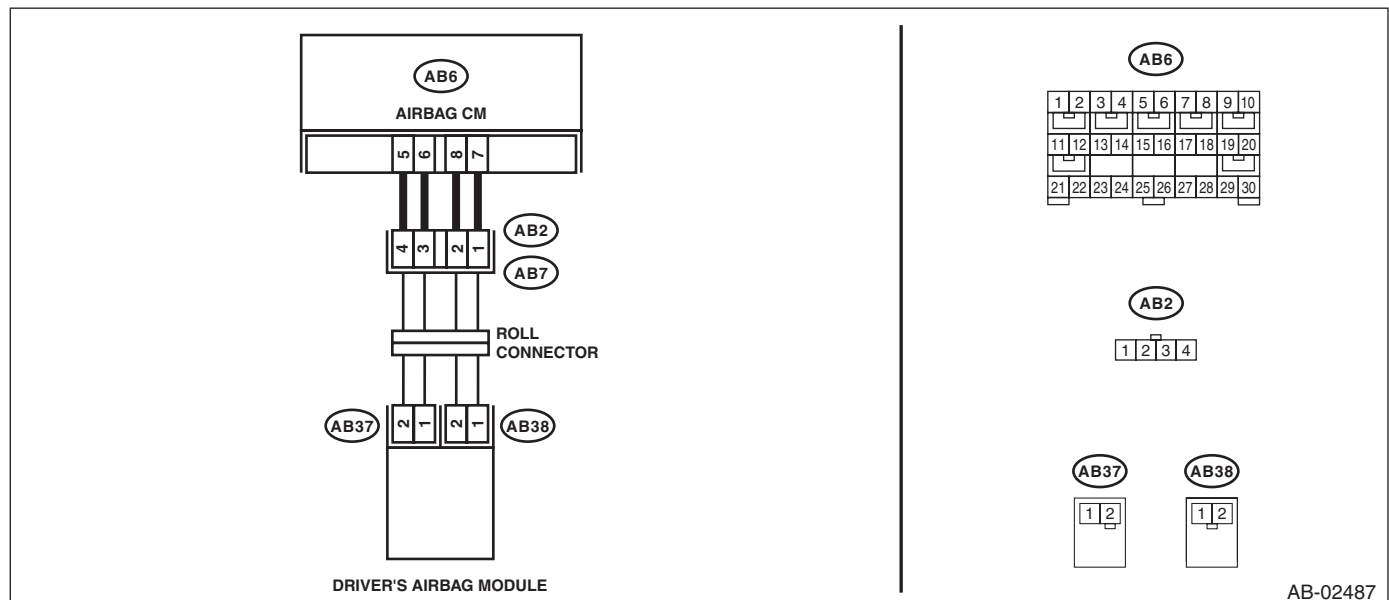 AB6
AIRBAG CM
5 6 8 7
AB2
4 3 2 1
AB7
ROLL
CONNECTOR
AB37 2 1 2 1 AB38
DRIVER'S AIRBAG MODULE
AB6
1 2 3 4 5 6 7 8 9 10
11 12 13 14 15 16 17 18 19 20
21 22 23 24 25 26 27 28 29 30
AB2
1 2 3 4
AB37 AB38
1 2 1 2
AB-02487